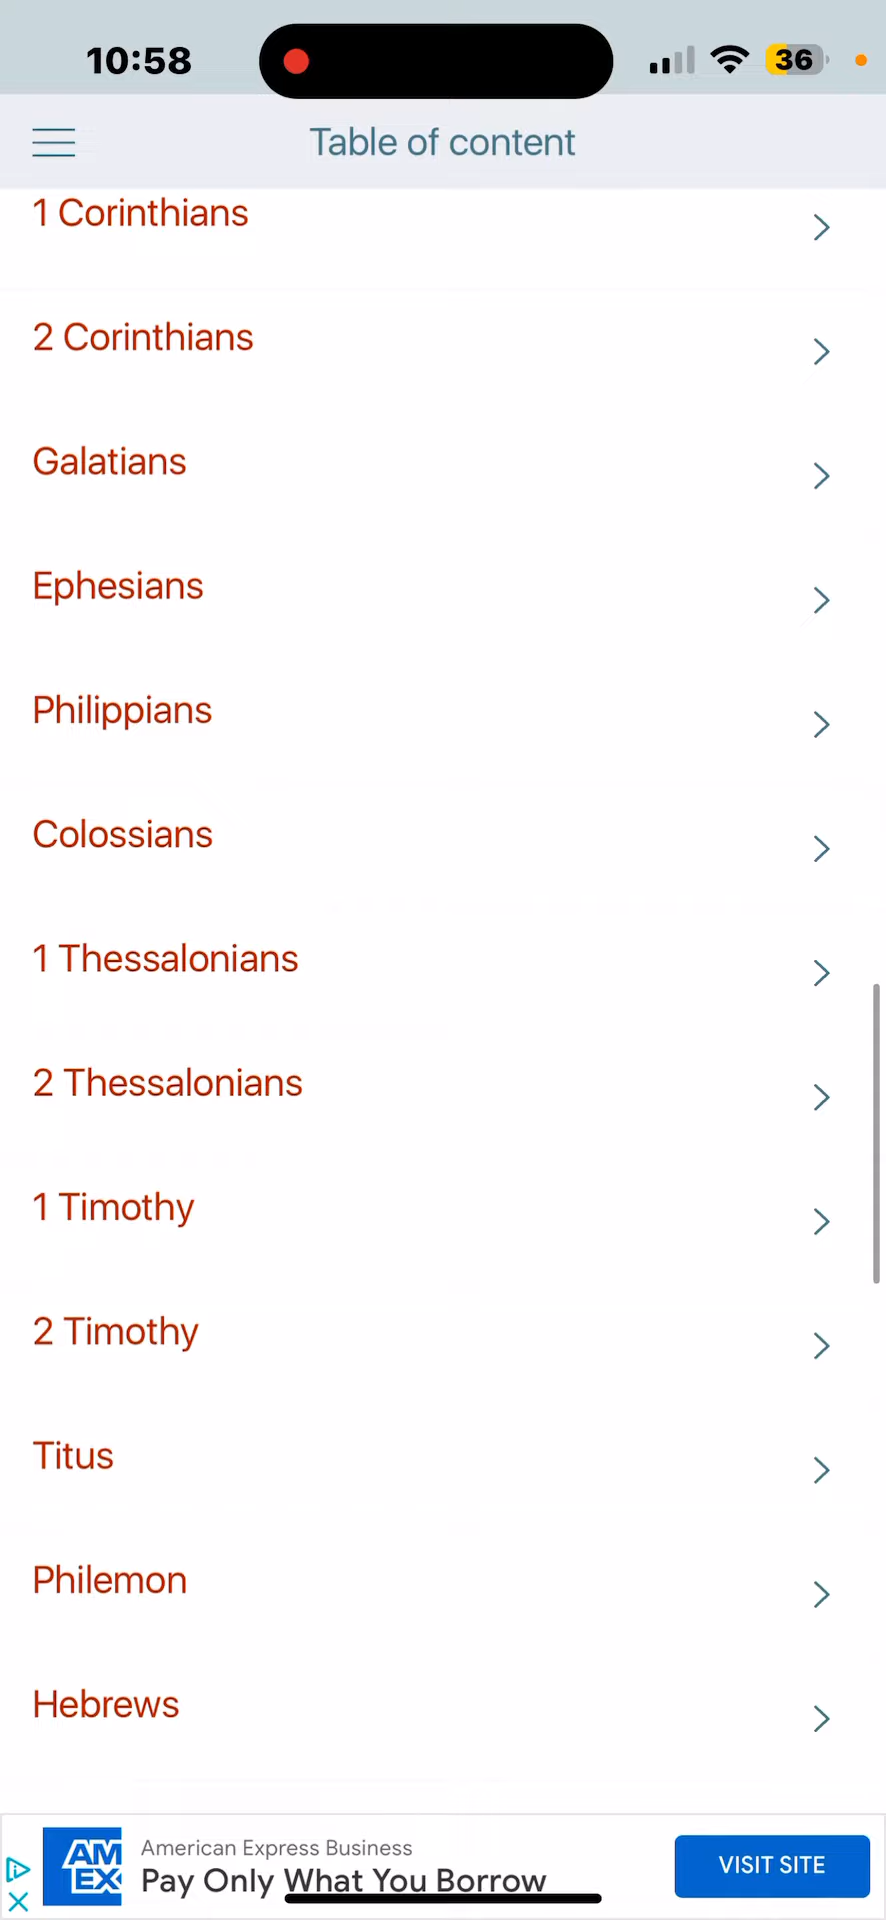 10:58
36
Table of content
1 Corinthians
2 Corinthians
Galatians
Ephesians
Philippians
Colossians
1 Thessalonians
2 Thessalonians
1 Timothy
2 Timothy
Titus
Philemon
Hebrews
AM
EX
American Express Business
Pay Only What You Borrow
VISIT SITE